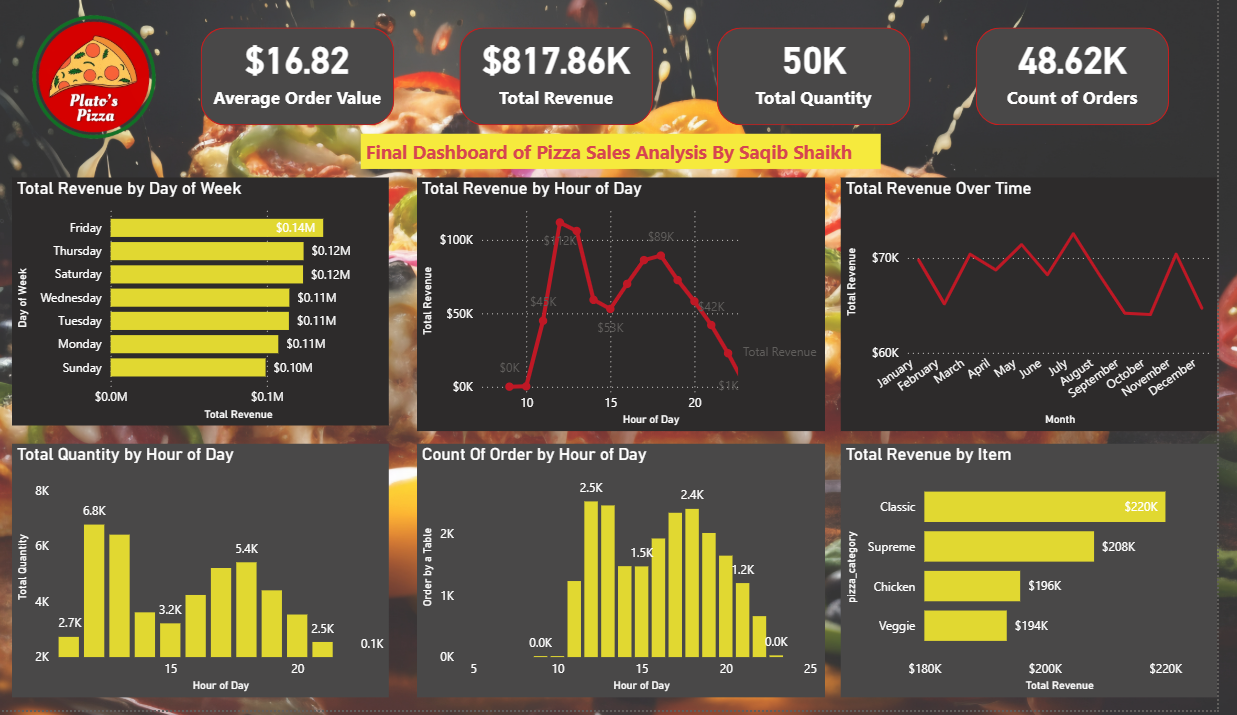 Plato's
Pizza
$16.82
Average Order Value
$817.86K
Total Revenue
50K
Total Quantity
48.62K
Count of Orders
Final Dashboard of Pizza Sales Analysis By Saqib Shaikh
Total Revenue by Day of Week
Day of Week
Friday
$0.14M
Thursday
$0.12M
Saturday
$0.12M
Wednesday
$0.11M
Tuesday
$0.11M
Monday
$0.11M
Sunday
$0.10M
$0.0M
$0.1M
Total Revenue
Total Revenue by Hour of Day
Total Revenue
$100K
$50K
$0K
$0K
$45K
$112K
$53K
$89K
$42K
$1K
Total Revenue
10
15
20
Hour of Day
Total Revenue Over Time
Total Revenue
$70K
$60K
January
February
March
April
May
June
July
August
September
October
November
December
Month
Total Quantity by Hour of Day
Total Quantity
8K
6K
4K
2K
2.7K
6.8K
3.2K
5.4K
2.5K
0.1K
15
20
Hour of Day
Count Of Order by Hour of Day
Order by a Table
2K
1K
0K
0.0K
2.5K
1.5K
2.4K
1.2K
0.0K
5
10
15
20
25
Hour of Day
Total Revenue by Item
pizza_category
Classic
$220K
Supreme
$208K
Chicken
$196K
Veggie
$194K
$180K
$200K
$220K
Total Revenue